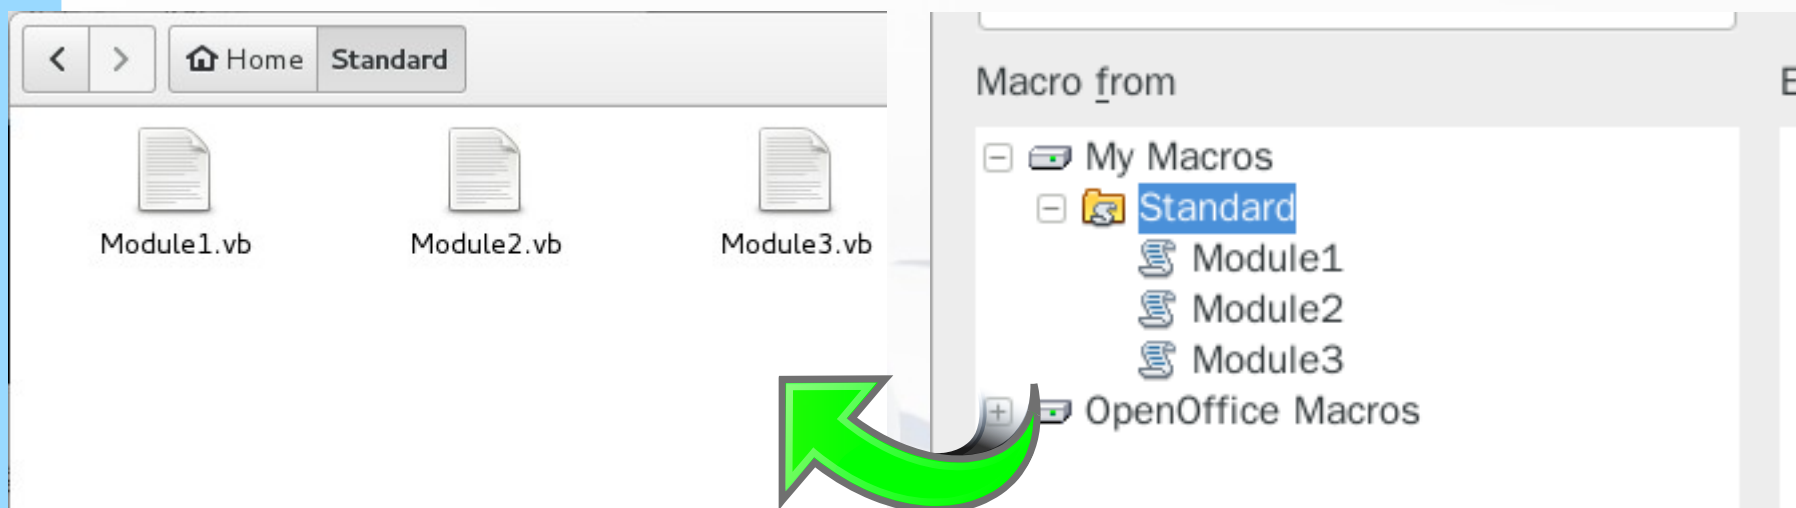 Home Standard
Module1.vb Module2.vb Module3.vb
Macro from
My Macros
Standard
Module1
Module2
Module3
OpenOffice Macros